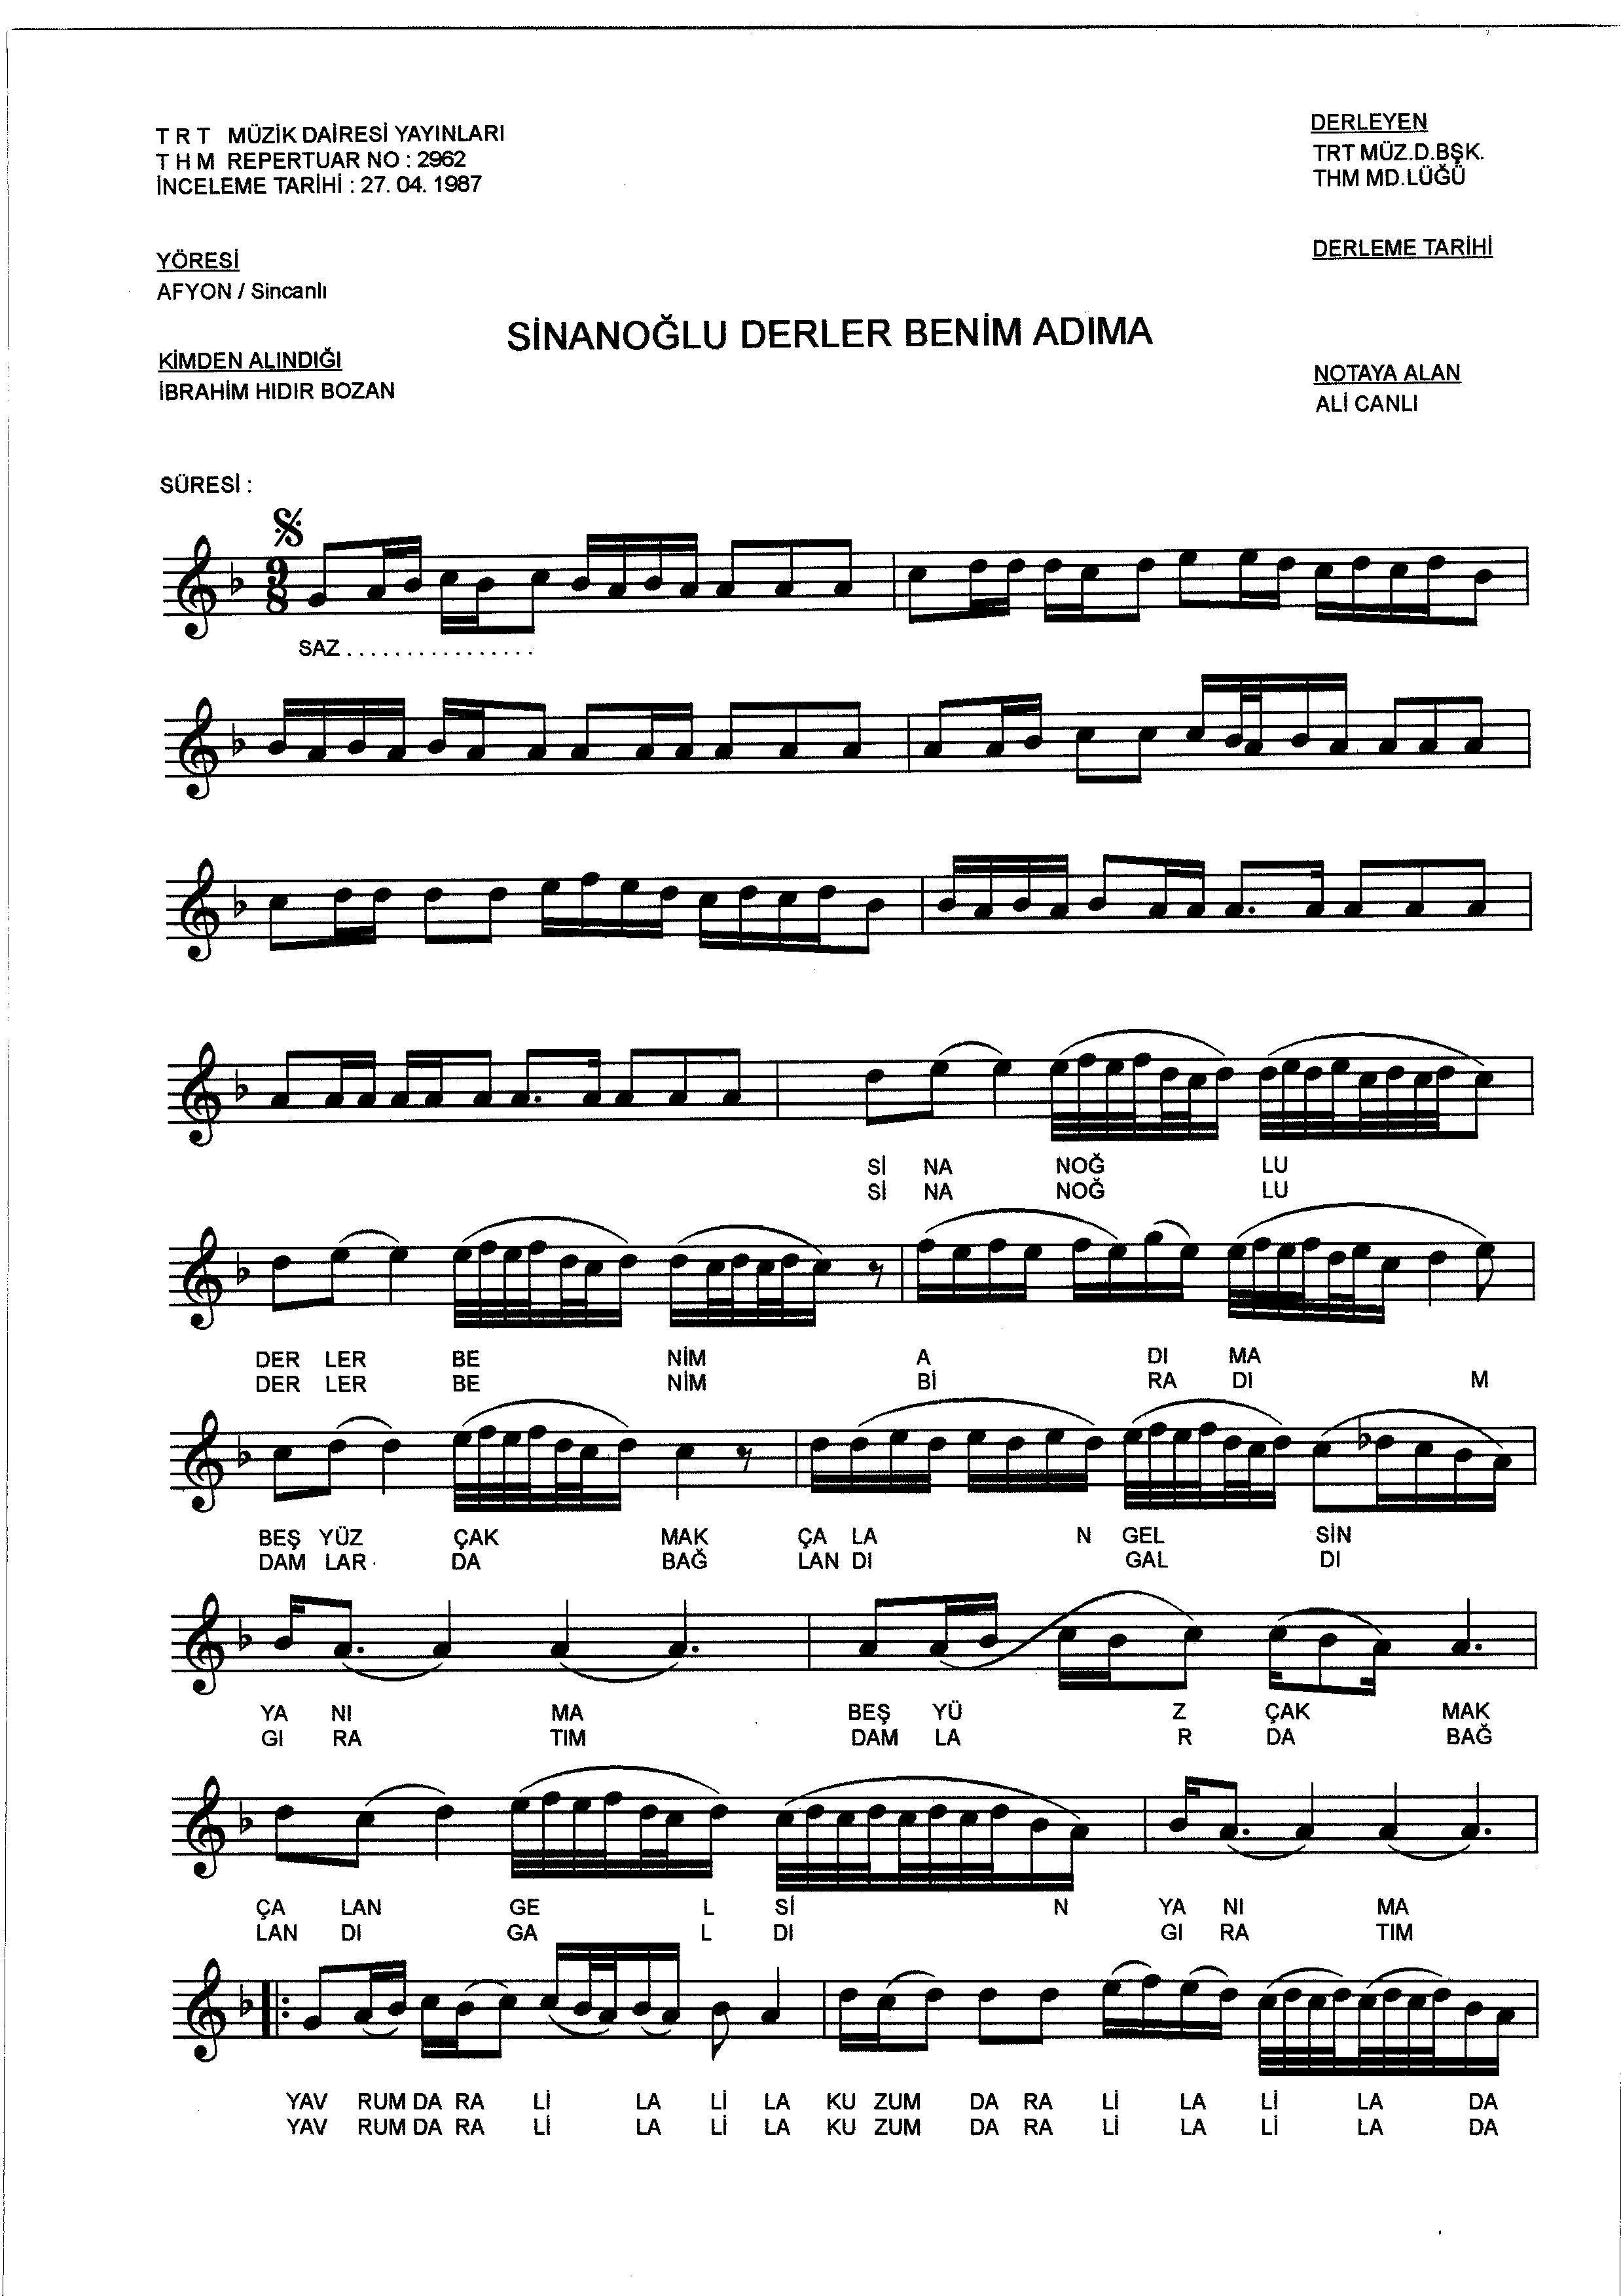 T R T MÜZİK DAİRESİ YAYINLARI
T H M REPERTUAR NO : 2962
İNCELEME TARİHİ : 27. 04. 1987
DERLEYEN
TRT MÜZ.D.BŞK.
THM MD.LÜĞÜ
YÖRESİ
AFYON / Sincanlı
DERLEME TARİHİ
SİNANOĞLU DERLER BENİM ADIMA
KİMDEN ALINDIĞI
İBRAHİM HIDIR BOZAN
NOTAYA ALAN
ALİ CANLI
SÜRESİ :
9
8
SAZ . . . . . . . . . . . . . . . .
Sİ NA NOĞ LU
Sİ NA NOĞ LU
DER LER BE NİM A DI MA
DER LER BE NİM Bİ RA DI M
BEŞ YÜZ ÇAK MAK ÇA LA N GEL SİN
DAM LAR DA BAĞ LAN DI GAL DI
YA NI MA BEŞ YÜ Z ÇAK MAK
GI RA TIM DAM LA R DA BAĞ
ÇA LAN GE L Sİ N YA NI MA
LAN DI GA L DI GI RA TIM
YAV RUM DA RA Lİ LA Lİ LA KU ZUM DA RA Lİ LA Lİ LA DA
YAV RUM DA RA Lİ LA Lİ LA KU ZUM DA RA Lİ LA Lİ LA DA